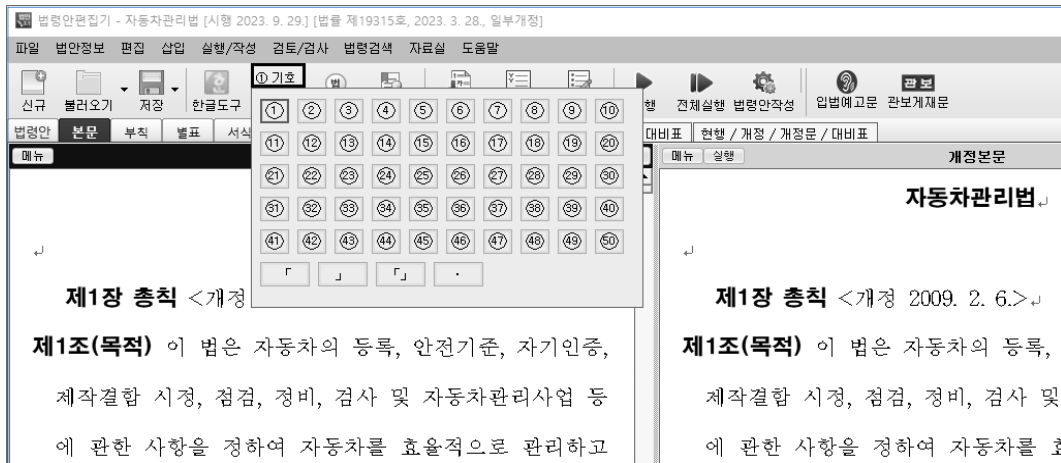 법령안편집기 - 자동차관리법 [시행 2023. 9. 29.] [법률 제19315호, 2023. 3. 28., 일부개정]
파일 법안정보 편집 삽입 실행/작성 검토/검사 법령검색 자료실 도움말
신규 불러오기 저장 한글도구 ① 기호 법 행 전체실행 법령안작성 입법예고문 관보 관보게재문
법령안 본문 부칙 별표 서식 대비표 현행 / 개정 / 개정문 / 대비표
메뉴 메뉴 실행 개정본문
① ② ③ ④ ⑤ ⑥ ⑦ ⑧ ⑨ ⑩
⑪ ⑫ ⑬ ⑭ ⑮ ⑯ ⑰ ⑱ ⑲ ⑳
㉑ ㉒ ㉓ ㉔ ㉕ ㉖ ㉗ ㉘ ㉙ ㉚
㉛ ㉜ ㉝ ㉞ ㉟ ㊱ ㊲ ㊳ ㊴ ㊵
㊶ ㊷ ㊸ ㊹ ㊺ ㊻ ㊼ ㊽ ㊾ ㊿
「 」 「」 ·
제1장 총칙 <개정
제1조(목적) 이 법은 자동차의 등록, 안전기준, 자기인증,
제작결함 시정, 점검, 정비, 검사 및 자동차관리사업 등
에 관한 사항을 정하여 자동차를 효율적으로 관리하고
자동차관리법
제1장 총칙 <개정 2009. 2. 6.>
제1조(목적) 이 법은 자동차의 등록,
제작결함 시정, 점검, 정비, 검사 및
에 관한 사항을 정하여 자동차를